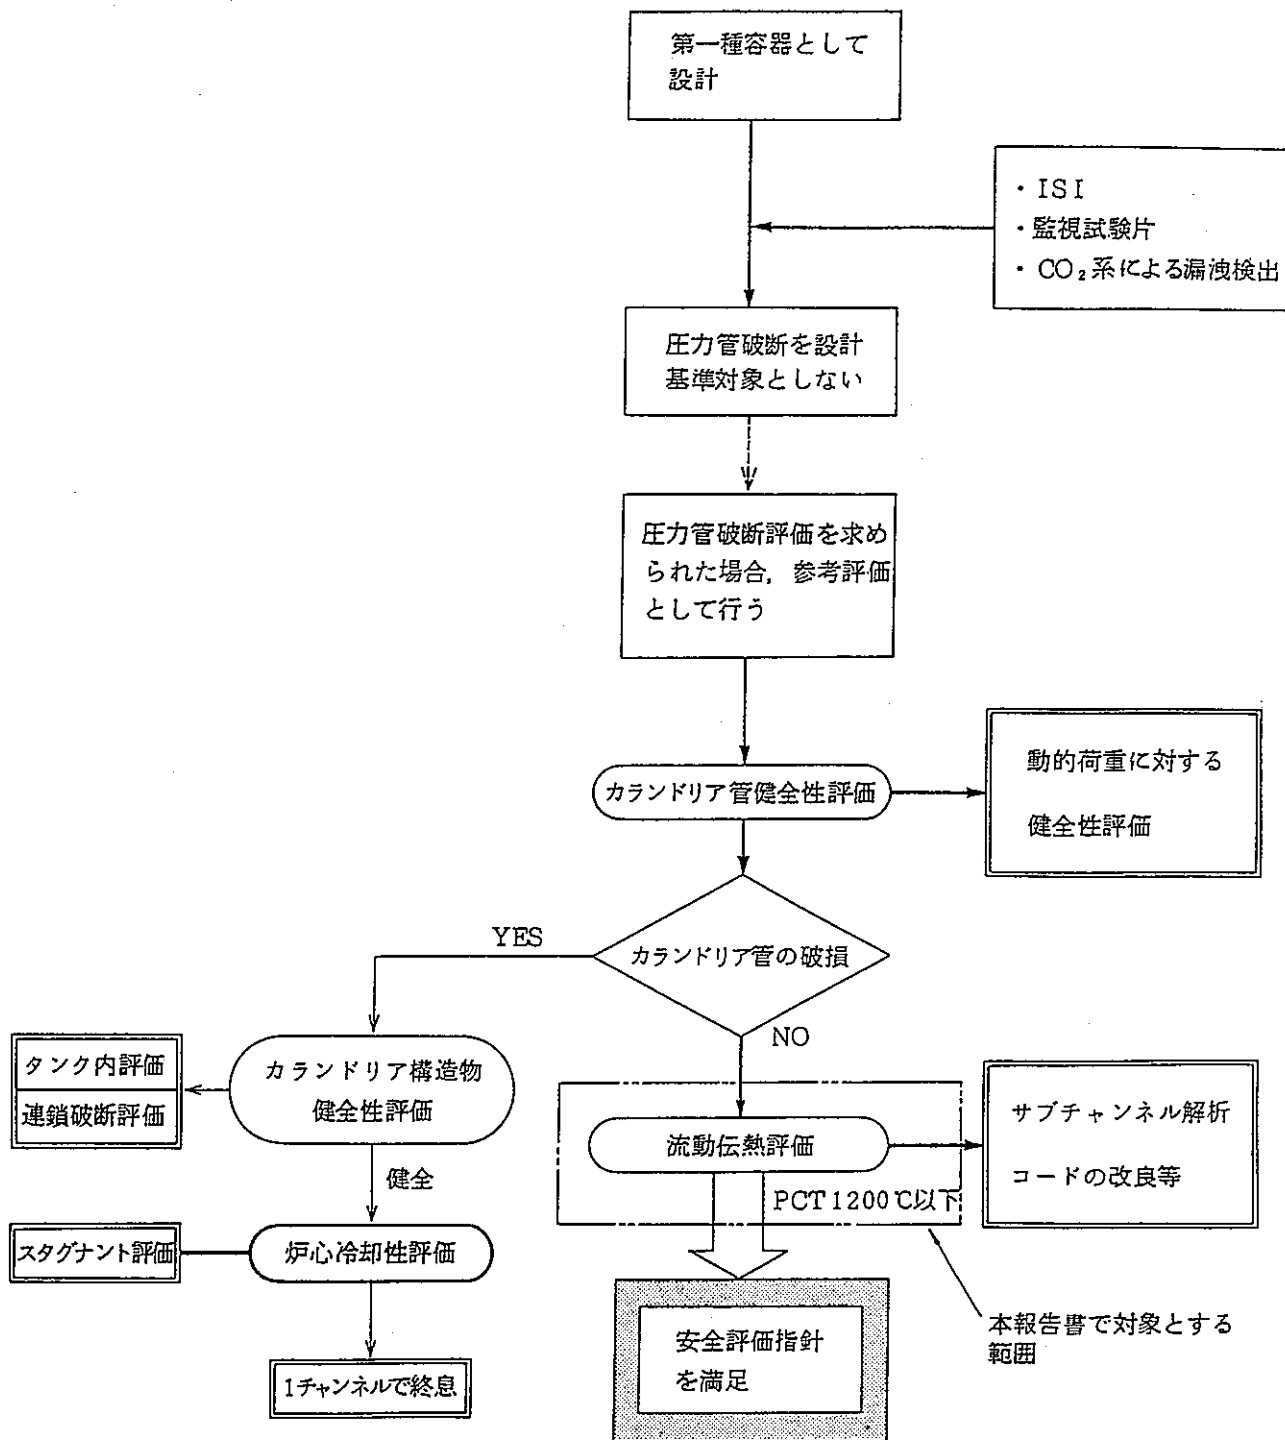 第一種容器として
設計
・ISI
・監視試験片
・CO₂系による漏洩検出
圧力管破断を設計
基準対象としない
圧力管破断評価を求め
られた場合，参考評価
として行う
カランドリア管健全性評価
動的荷重に対する
健全性評価
カランドリア管の破損
YES
NO
カランドリア構造物
健全性評価
タンク内評価
連鎖破断評価
健全
流動伝熱評価
PCT 1200℃以下
サブチャンネル解析
コードの改良等
スタグナント評価
炉心冷却性評価
本報告書で対象とする
範囲
安全評価指針
を満足
1チャンネルで終息